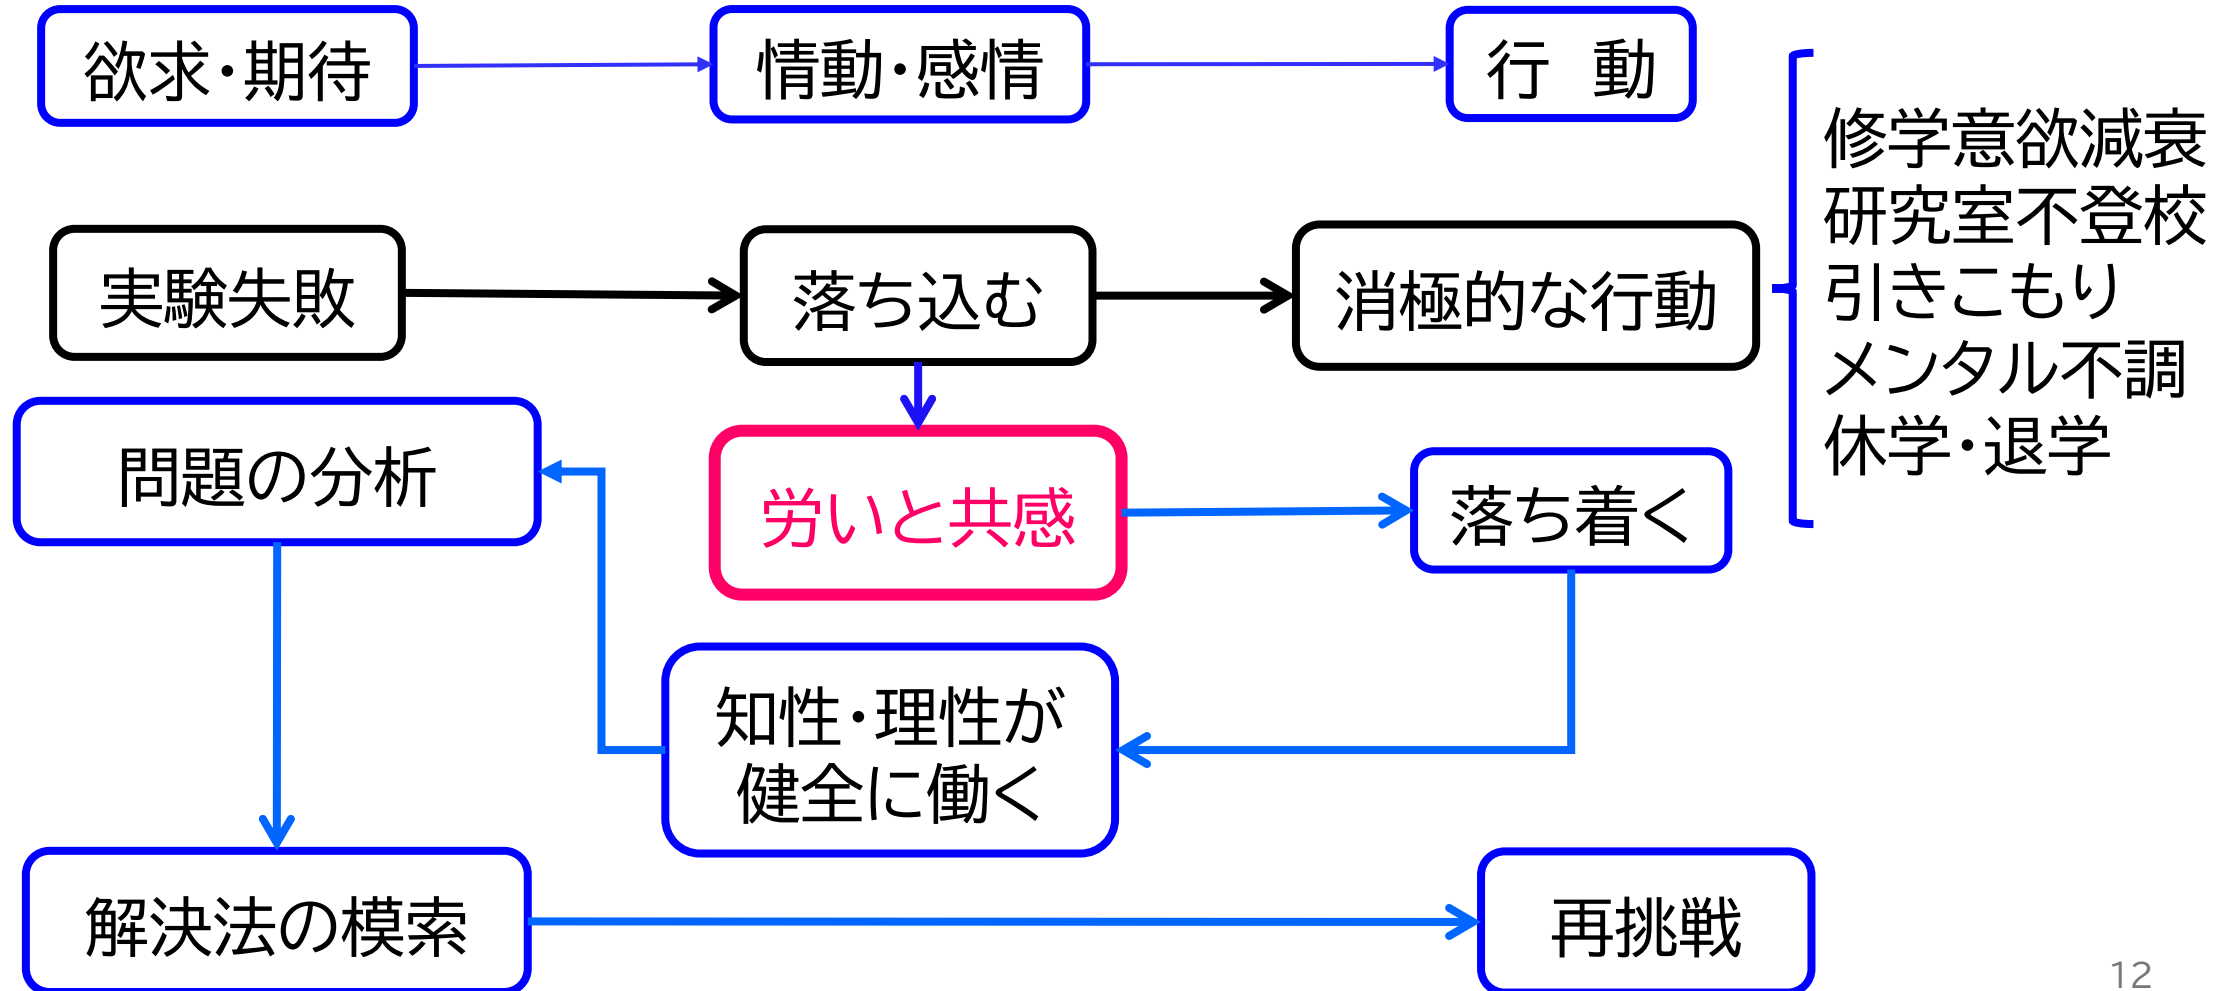 欲求・期待
情動・感情
行 動
修学意欲減衰
研究室不登校
引きこもり
メンタル不調
休学・退学
実験失敗
落ち込む
消極的な行動
問題の分析
労いと共感
落ち着く
知性・理性が
健全に働く
解決法の模索
再挑戦
12